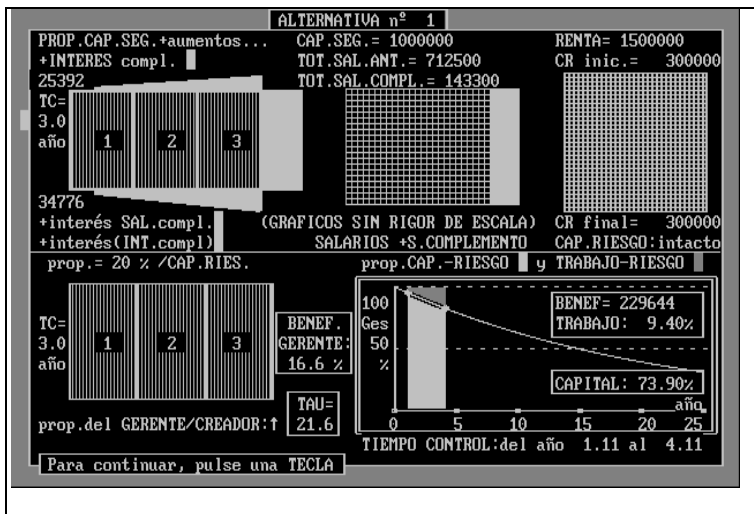 ALTERNATIVA nº 1
PROP.CAP.SEG.+aumentos... CAP.SEG.= 1000000 RENTA= 1500000
+INTERES compl. TOT.SAL.ANT.= 712500 CR inic.= 300000
25392 TOT.SAL.COMPL.= 143300
TC=
3.0
año
1 2 3
34776
+interés SAL.compl. (GRAFICOS SIN RIGOR DE ESCALA) CR final= 300000
+interés(INT.compl) SALARIOS +S.COMPLEMENTO CAP.RIESGO:intacto
prop.= 20 % /CAP.RIES.
TC=
3.0
año
1 2 3
BENEF.
GERENTE:
16.6 %
TAU=
21.6
prop.del GERENTE/CREADOR:↑
prop.CAP.-RIESGO y TRABAJO-RIESGO
100
Ges
50
%
BENEF= 229644
TRABAJO: 9.40%
CAPITAL: 73.90%
año
0 5 10 15 20 25
TIEMPO CONTROL:del año 1.11 al 4.11
Para continuar, pulse una TECLA